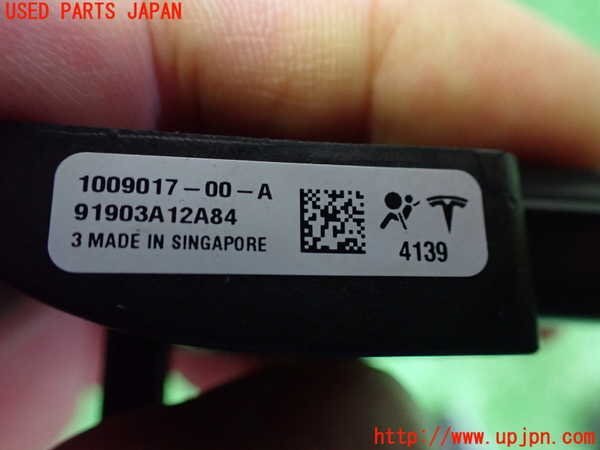 USED PARTS JAPAN
1009017-00-A
91903A12A84
3 MADE IN SINGAPORE
4139
http://www.upjpn.com